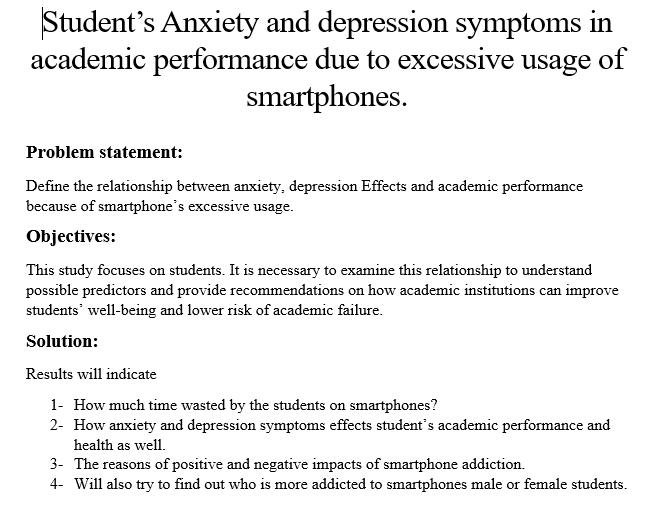 Student’s Anxiety and depression symptoms in
academic performance due to excessive usage of
smartphones.
Problem statement:
Define the relationship between anxiety, depression Effects and academic performance
because of smartphone’s excessive usage.
Objectives:
This study focuses on students. It is necessary to examine this relationship to understand
possible predictors and provide recommendations on how academic institutions can improve
students’ well-being and lower risk of academic failure.
Solution:
Results will indicate
1- How much time wasted by the students on smartphones?
2- How anxiety and depression symptoms effects student’s academic performance and
health as well.
3- The reasons of positive and negative impacts of smartphone addiction.
4- Will also try to find out who is more addicted to smartphones male or female students.